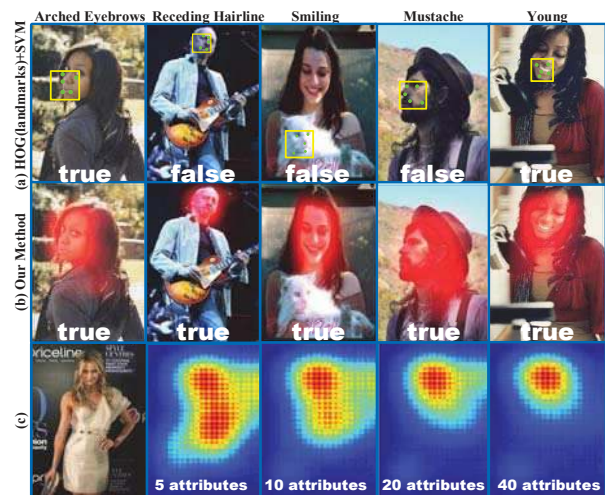 Arched Eyebrows Receding Hairline Smiling Mustache Young
(a) HOG(landmarks)+SVM
true false false false true
(b) Our Method
true true true true true
(c)
priceline
5 attributes 10 attributes 20 attributes 40 attributes